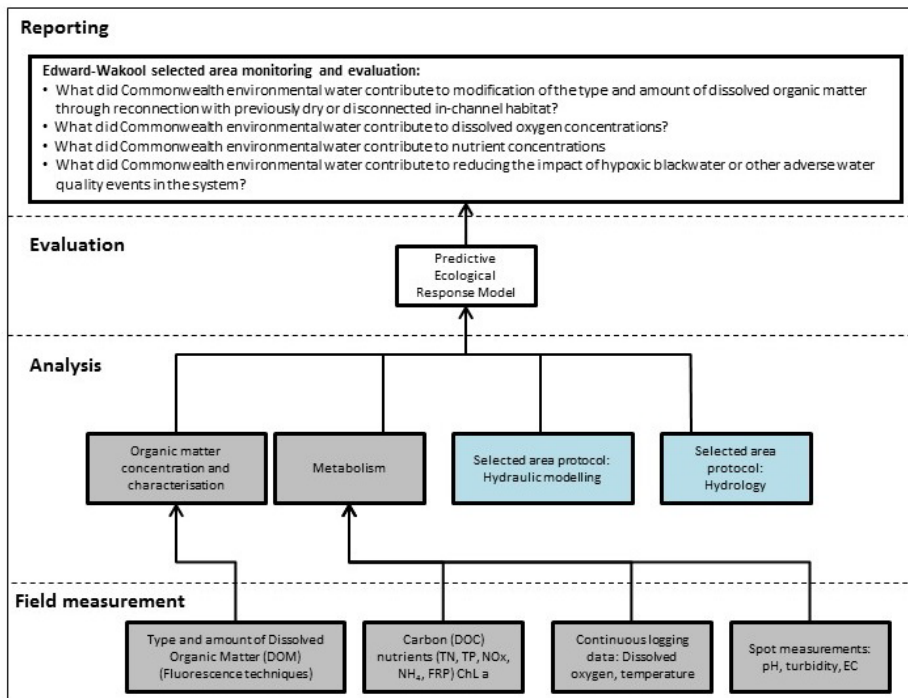 Reporting
Edward-Wakool selected area monitoring and evaluation:
• What did Commonwealth environmental water contribute to modification of the type and amount of dissolved organic matter
through reconnection with previously dry or disconnected in-channel habitat?
• What did Commonwealth environmental water contribute to dissolved oxygen concentrations?
• What did Commonwealth environmental water contribute to nutrient concentrations
• What did Commonwealth environmental water contribute to reducing the impact of hypoxic blackwater or other adverse water
quality events in the system?
Evaluation
Predictive
Ecological
Response Model
Analysis
Organic matter
concentration and
characterisation
Metabolism
Selected area protocol:
Hydraulic modelling
Selected area
protocol:
Hydrology
Field measurement
Type and amount of Dissolved
Organic Matter (DOM)
(Fluorescence techniques)
Carbon (DOC)
nutrients (TN, TP, NOx,
NH₄, FRP) ChL a
Continuous logging
data: Dissolved
oxygen, temperature
Spot measurements:
pH, turbidity, EC